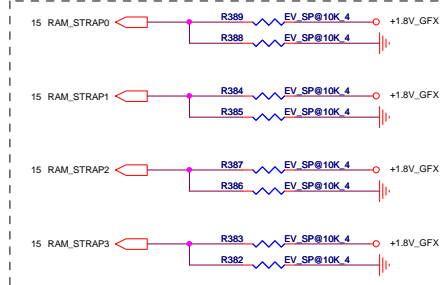 R389 EV_SP@10K_4
15 RAM_STRAP0 +1.8V_GFX
R388 EV_SP@10K_4
R384 EV_SP@10K_4
15 RAM_STRAP1 +1.8V_GFX
R385 EV_SP@10K_4
R387 EV_SP@10K_4
15 RAM_STRAP2 +1.8V_GFX
R386 EV_SP@10K_4
R383 EV_SP@10K_4
15 RAM_STRAP3 +1.8V_GFX
R382 EV_SP@10K_4